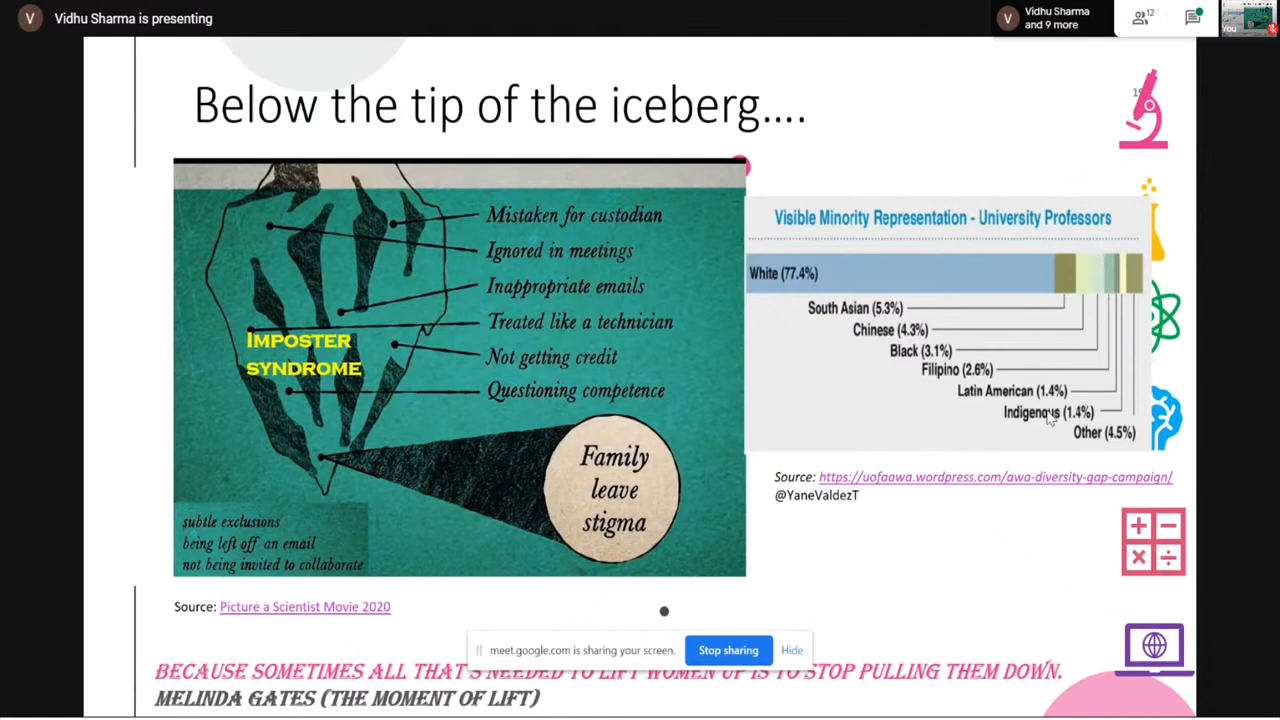 V
Vidhu Sharma is presenting
V
Vidhu Sharma
and 9 more
12
You
Below the tip of the iceberg....
Mistaken for custodian
Ignored in meetings
Inappropriate emails
Treated like a technician
Not getting credit
Questioning competence
IMPOSTER
SYNDROME
Family
leave
stigma
subtle exclusions
being left off an email
not being invited to collaborate
Source: Picture a Scientist Movie 2020
Visible Minority Representation - University Professors
White (77.4%)
South Asian (5.3%)
Chinese (4.3%)
Black (3.1%)
Filipino (2.6%)
Latin American (1.4%)
Indigenous (1.4%)
Other (4.5%)
Source: https://uofaawa.wordpress.com/awa-diversity-gap-campaign/
@YaneValdezT
meet.google.com is sharing your screen.
Stop sharing
Hide
BECAUSE SOMETIMES ALL THAT'S NEEDED TO LIFT WOMEN UP IS TO STOP PULLING THEM DOWN.
MELINDA GATES (THE MOMENT OF LIFT)